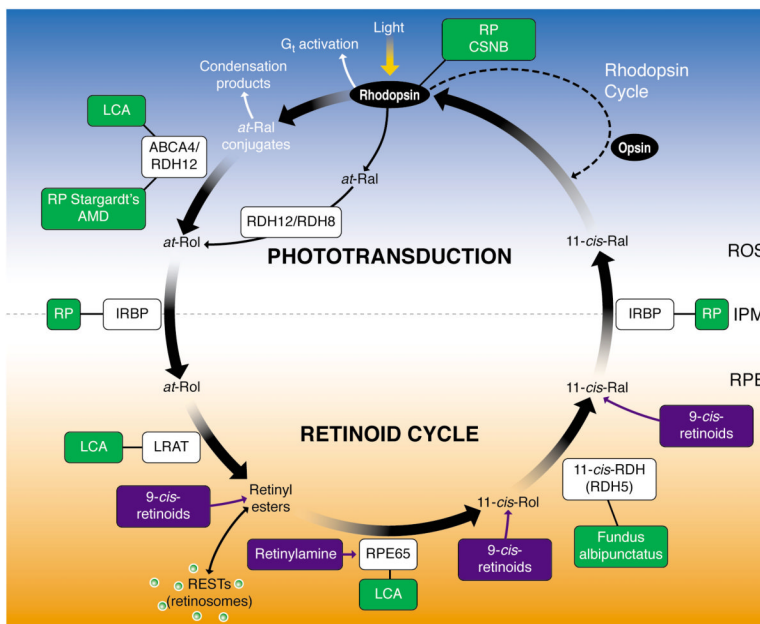 Light
RP
CSNB
Gt activation
Condensation
products
Rhodopsin
Rhodopsin
Cycle
LCA
at-Ral
conjugates
Opsin
ABCA4/
RDH12
at-Ral
RP Stargardt's
AMD
RDH12/RDH8
at-Rol
11-cis-Ral
PHOTOTRANSDUCTION
ROS
RP
IRBP
IRBP
RP
IPM
RPE
at-Rol
11-cis-Ral
9-cis-
retinoids
RETINOID CYCLE
LCA
LRAT
11-cis-RDH
(RDH5)
9-cis-
retinoids
Retinyl
esters
11-cis-Rol
Fundus
albipunctatus
Retinylamine
RPE65
9-cis-
retinoids
LCA
RESTs
(retinosomes)